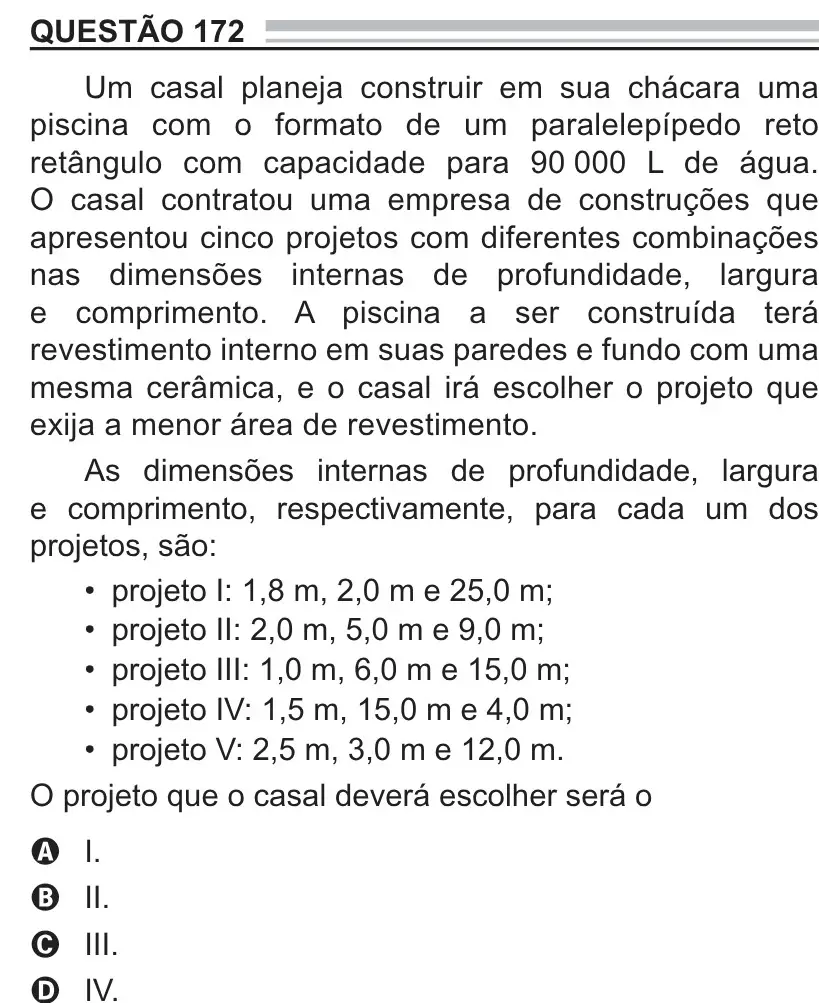 QUESTÃO 172
Um casal planeja construir em sua chácara uma
piscina com o formato de um paralelepípedo reto
retângulo com capacidade para 90 000 L de água.
O casal contratou uma empresa de construções que
apresentou cinco projetos com diferentes combinações
nas dimensões internas de profundidade, largura
e comprimento. A piscina a ser construída terá
revestimento interno em suas paredes e fundo com uma
mesma cerâmica, e o casal irá escolher o projeto que
exija a menor área de revestimento.
As dimensões internas de profundidade, largura
e comprimento, respectivamente, para cada um dos
projetos, são:
• projeto I: 1,8 m, 2,0 m e 25,0 m;
• projeto II: 2,0 m, 5,0 m e 9,0 m;
• projeto III: 1,0 m, 6,0 m e 15,0 m;
• projeto IV: 1,5 m, 15,0 m e 4,0 m;
• projeto V: 2,5 m, 3,0 m e 12,0 m.
O projeto que o casal deverá escolher será o
A I.
B II.
C III.
D IV.